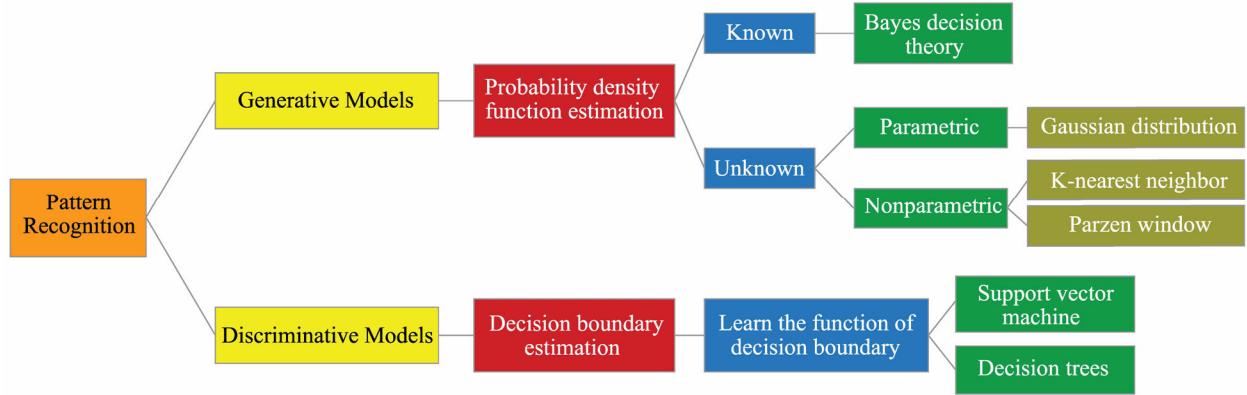 Pattern
Recognition
Generative Models
Probability density
function estimation
Known
Bayes decision
theory
Unknown
Parametric
Gaussian distribution
Nonparametric
K-nearest neighbor
Parzen window
Discriminative Models
Decision boundary
estimation
Learn the function of
decision boundary
Support vector
machine
Decision trees